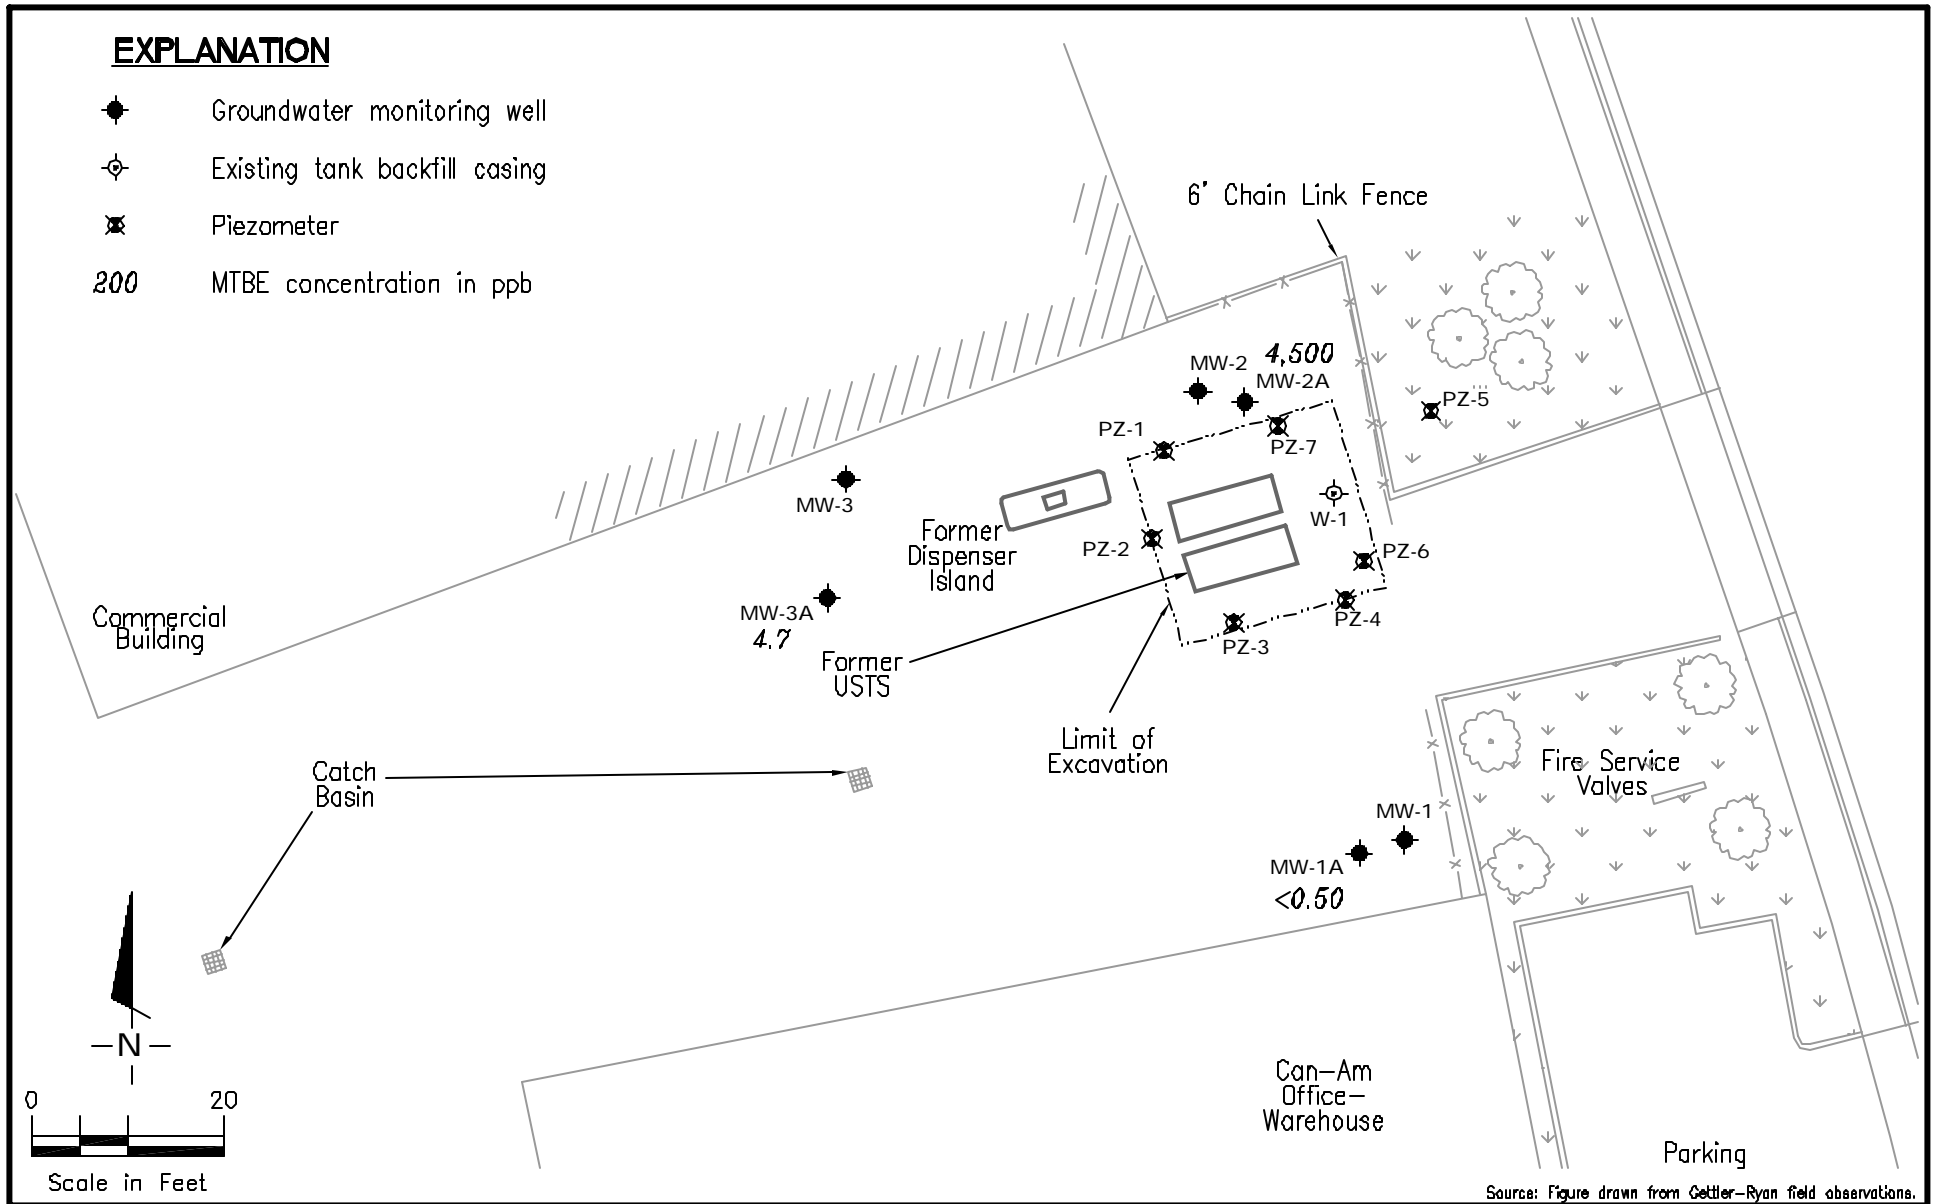 EXPLANATION
Groundwater monitoring well
Existing tank backfill casing
Piezometer
200 MTBE concentration in ppb
6' Chain Link Fence
4,500
MW-2
MW-2A
PZ-5
PZ-1
PZ-7
MW-3
W-1
Former
Dispenser
Island
PZ-2
PZ-6
MW-3A
4.7
PZ-4
PZ-3
Commercial
Building
Former
USTS
Limit of
Excavation
Catch
Basin
Fire Service
Valves
MW-1
MW-1A
<0.50
N
0 20
Scale in Feet
Can-Am
Office-
Warehouse
Parking
Source: Figure drawn from Gettler-Ryan field observations.